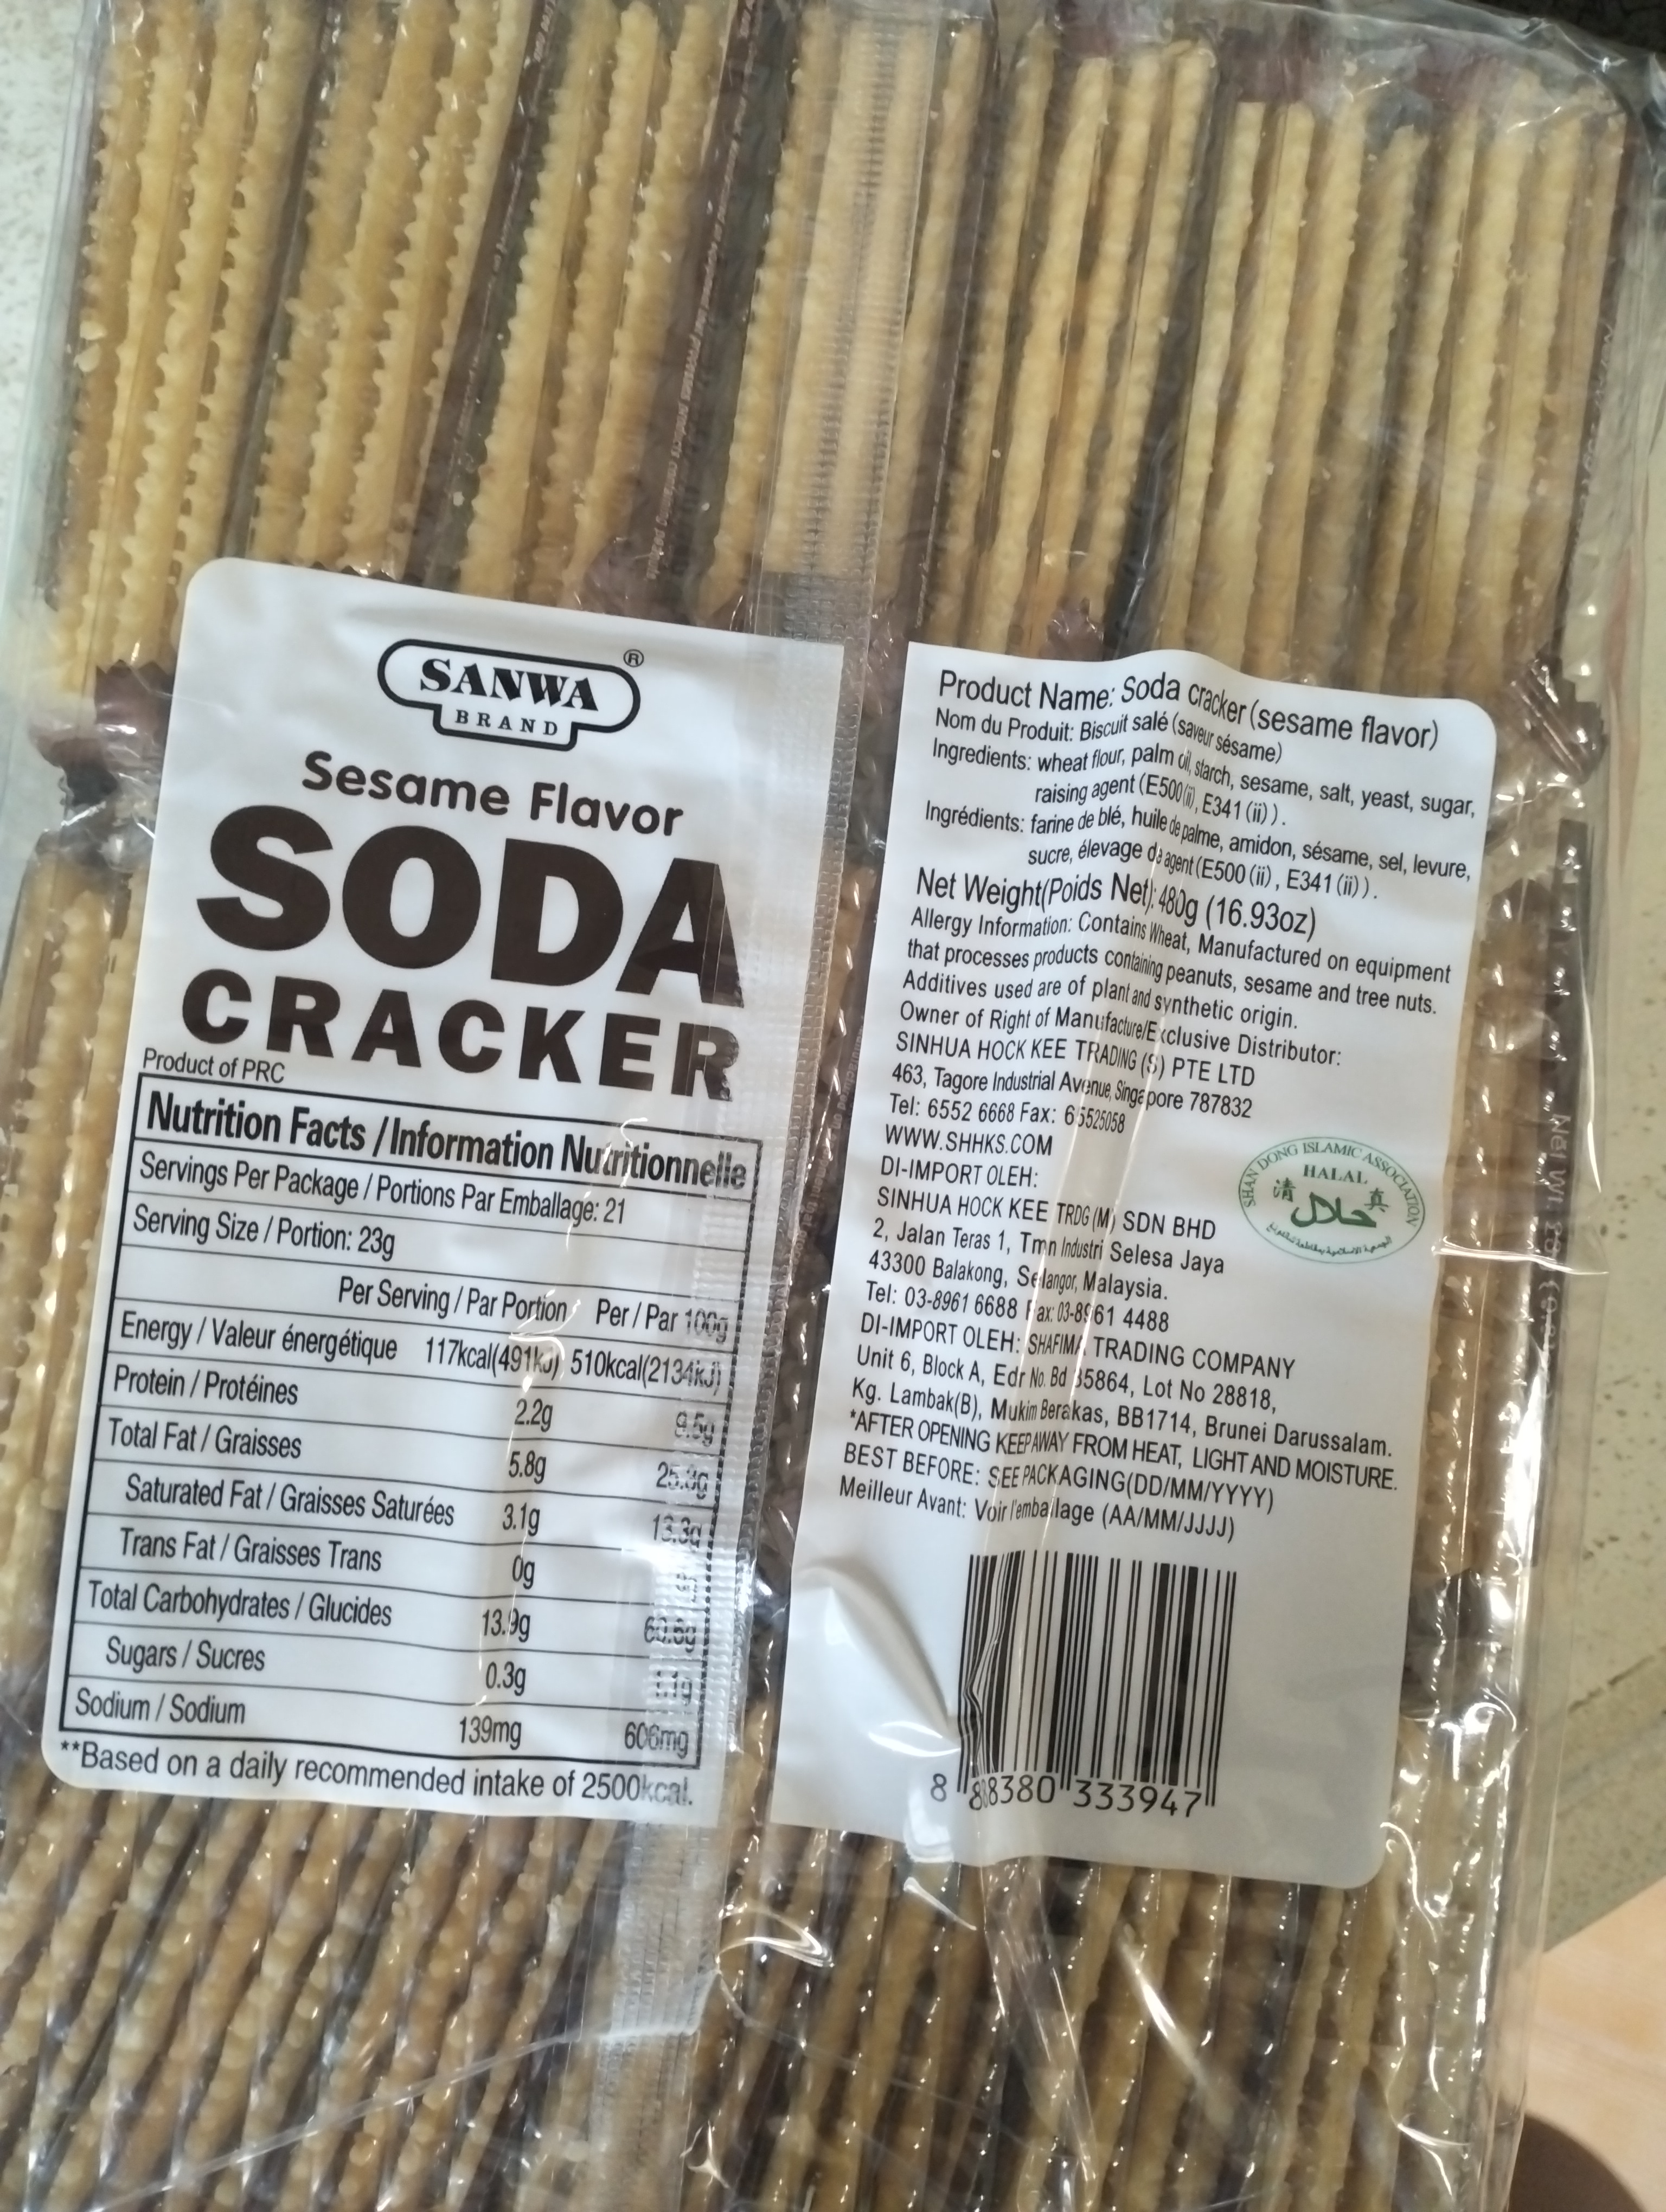 SANWA ®
BRAND
Sesame Flavor
SODA
CRACKER
Product of PRC
Nutrition Facts / Information Nutritionnelle
Servings Per Package / Portions Par Emballage: 21
Serving Size / Portion: 23g
Per Serving / Par Portion Per / Par 100g
Energy / Valeur énergétique 117kcal(491kJ) 510kcal(2134kJ)
Protein / Protéines 2.2g 9.5g
Total Fat / Graisses 5.8g
Saturated Fat / Graisses Saturées 3.1g 13.3g
Trans Fat / Graisses Trans 0g
Total Carbohydrates / Glucides 13.9g 60.6g
Sugars / Sucres 0.3g 1.1g
Sodium / Sodium 139mg 606mg
**Based on a daily recommended intake of 2500kcal.
Product Name: Soda cracker (sesame flavor)
Nom du Produit: Biscuit salé (saveur sésame)
Ingredients: wheat flour, palm oil, starch, sesame, salt, yeast, sugar,
raising agent (E500(ii), E341 (ii)).
Ingrédients: farine de blé, huile de palme, amidon, sésame, sel, levure,
sucre, élevage de agent (E500 (ii), E341 (ii)).
Net Weight(Poids Net): 480g (16.93oz)
Allergy Information: Contains Wheat, Manufactured on equipment
that processes products containing peanuts, sesame and tree nuts.
Additives used are of plant and synthetic origin.
Owner of Right of Manufacture/Exclusive Distributor:
SINHUA HOCK KEE TRADING (S) PTE LTD
463, Tagore Industrial Avenue, Singapore 787832
Tel: 6552 6668 Fax: 65525058
WWW.SHHKS.COM
DI-IMPORT OLEH:
SINHUA HOCK KEE TRDG (M) SDN BHD
2, Jalan Teras 1, Tmn Industri Selesa Jaya
43300 Balakong, Selangor, Malaysia.
Tel: 03-8961 6688 Fax: 03-8961 4488
DI-IMPORT OLEH: SHAFIMA TRADING COMPANY
Unit 6, Block A, Edr No. Bd 35864, Lot No 28818,
Kg. Lambak(B), Mukim Berakas, BB1714, Brunei Darussalam.
*AFTER OPENING KEEP AWAY FROM HEAT, LIGHT AND MOISTURE.
BEST BEFORE: SEE PACKAGING(DD/MM/YYYY)
Meilleur Avant: Voir l'emballage (AA/MM/JJJJ)
SHAN DONG ISLAMIC ASSOCIATION
HALAL
清 حلال 真
8 888380 333947